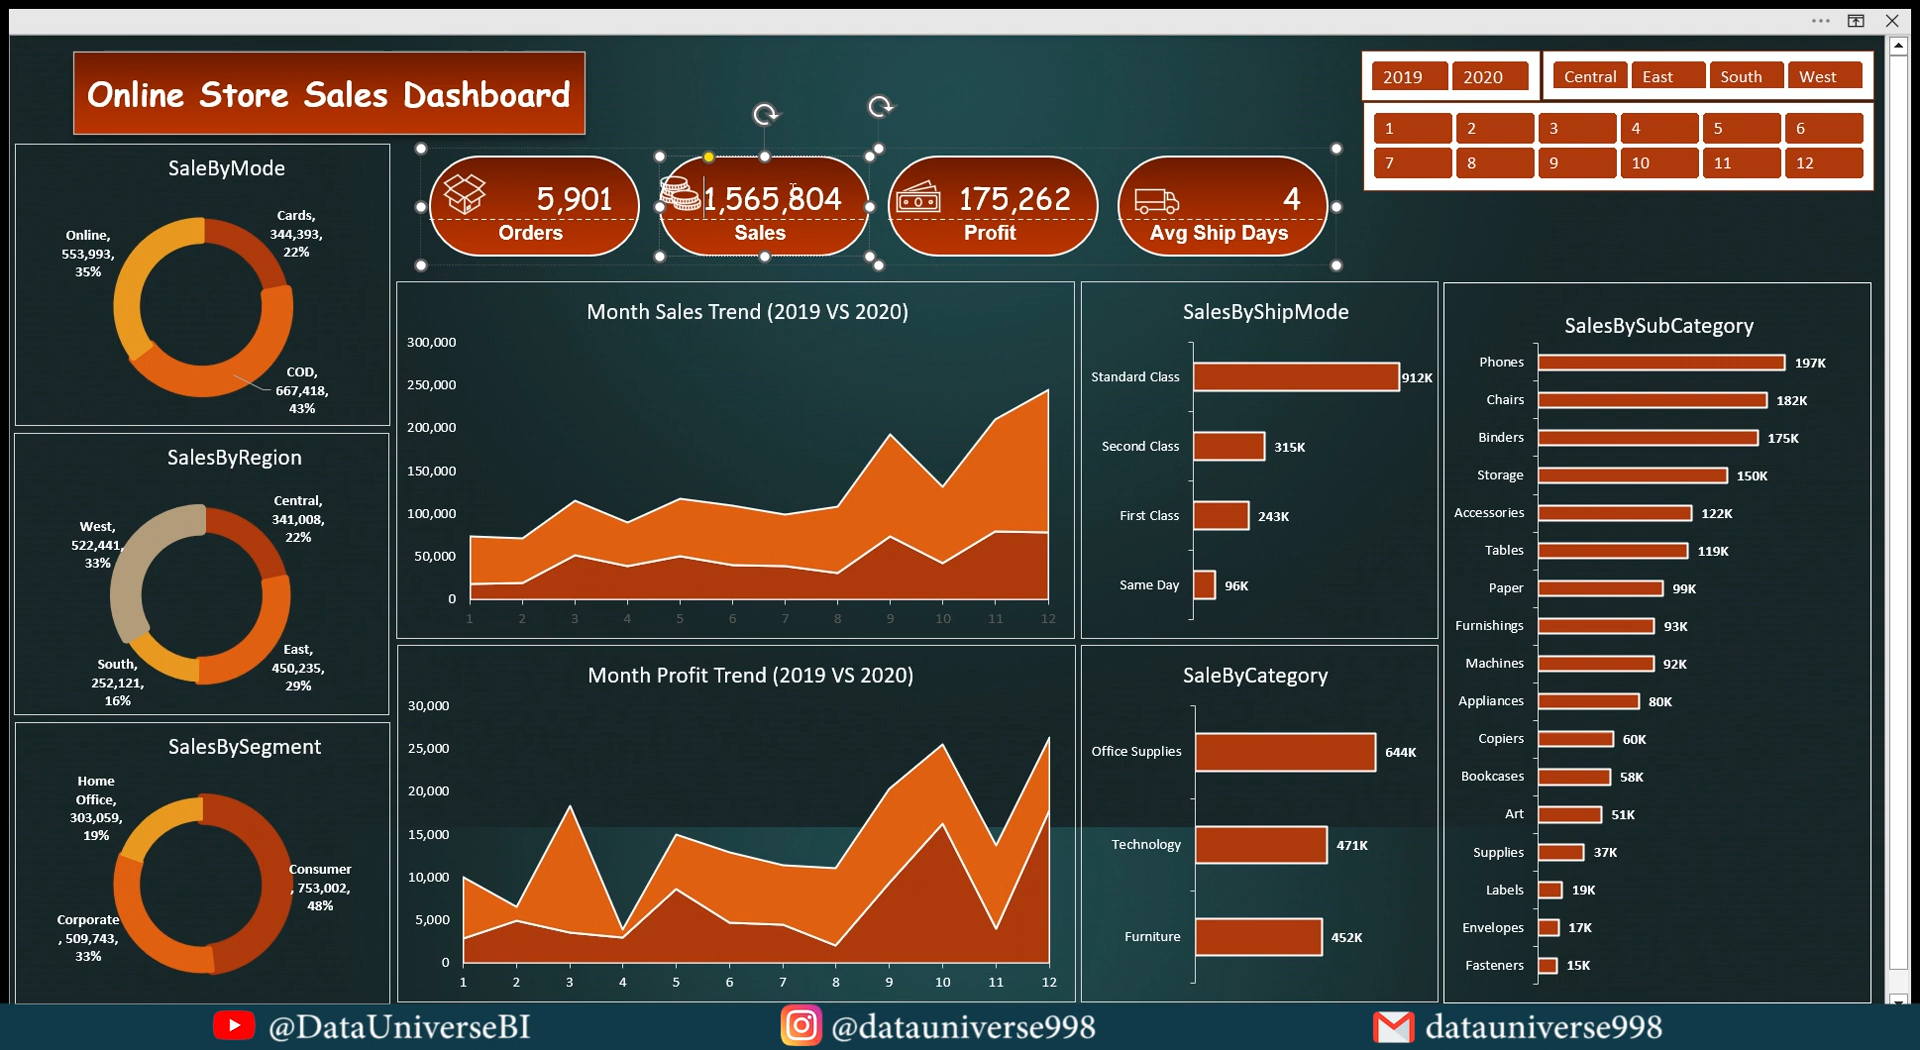 Online Store Sales Dashboard
2019
2020
Central
East
South
West
1
2
3
4
5
6
7
8
9
10
11
12
5,901
Orders
1,565,804
Sales
175,262
Profit
4
Avg Ship Days
SaleByMode
Online,
553,993,
35%
Cards,
344,393,
22%
COD,
667,418,
43%
SalesByRegion
West,
522,441,
33%
Central,
341,008,
22%
South,
252,121,
16%
East,
450,235,
29%
SalesBySegment
Home
Office,
303,059,
19%
Consumer
, 753,002,
48%
Corporate
, 509,743,
33%
Month Sales Trend (2019 VS 2020)
300,000
250,000
200,000
150,000
100,000
50,000
0
1 2 3 4 5 6 7 8 9 10 11 12
Month Profit Trend (2019 VS 2020)
30,000
25,000
20,000
15,000
10,000
5,000
0
1 2 3 4 5 6 7 8 9 10 11 12
SalesByShipMode
Standard Class 912K
Second Class 315K
First Class 243K
Same Day 96K
SaleByCategory
Office Supplies 644K
Technology 471K
Furniture 452K
SalesBySubCategory
Phones 197K
Chairs 182K
Binders 175K
Storage 150K
Accessories 122K
Tables 119K
Paper 99K
Furnishings 93K
Machines 92K
Appliances 80K
Copiers 60K
Bookcases 58K
Art 51K
Supplies 37K
Labels 19K
Envelopes 17K
Fasteners 15K
@DataUniverseBI
@datauniverse998
datauniverse998